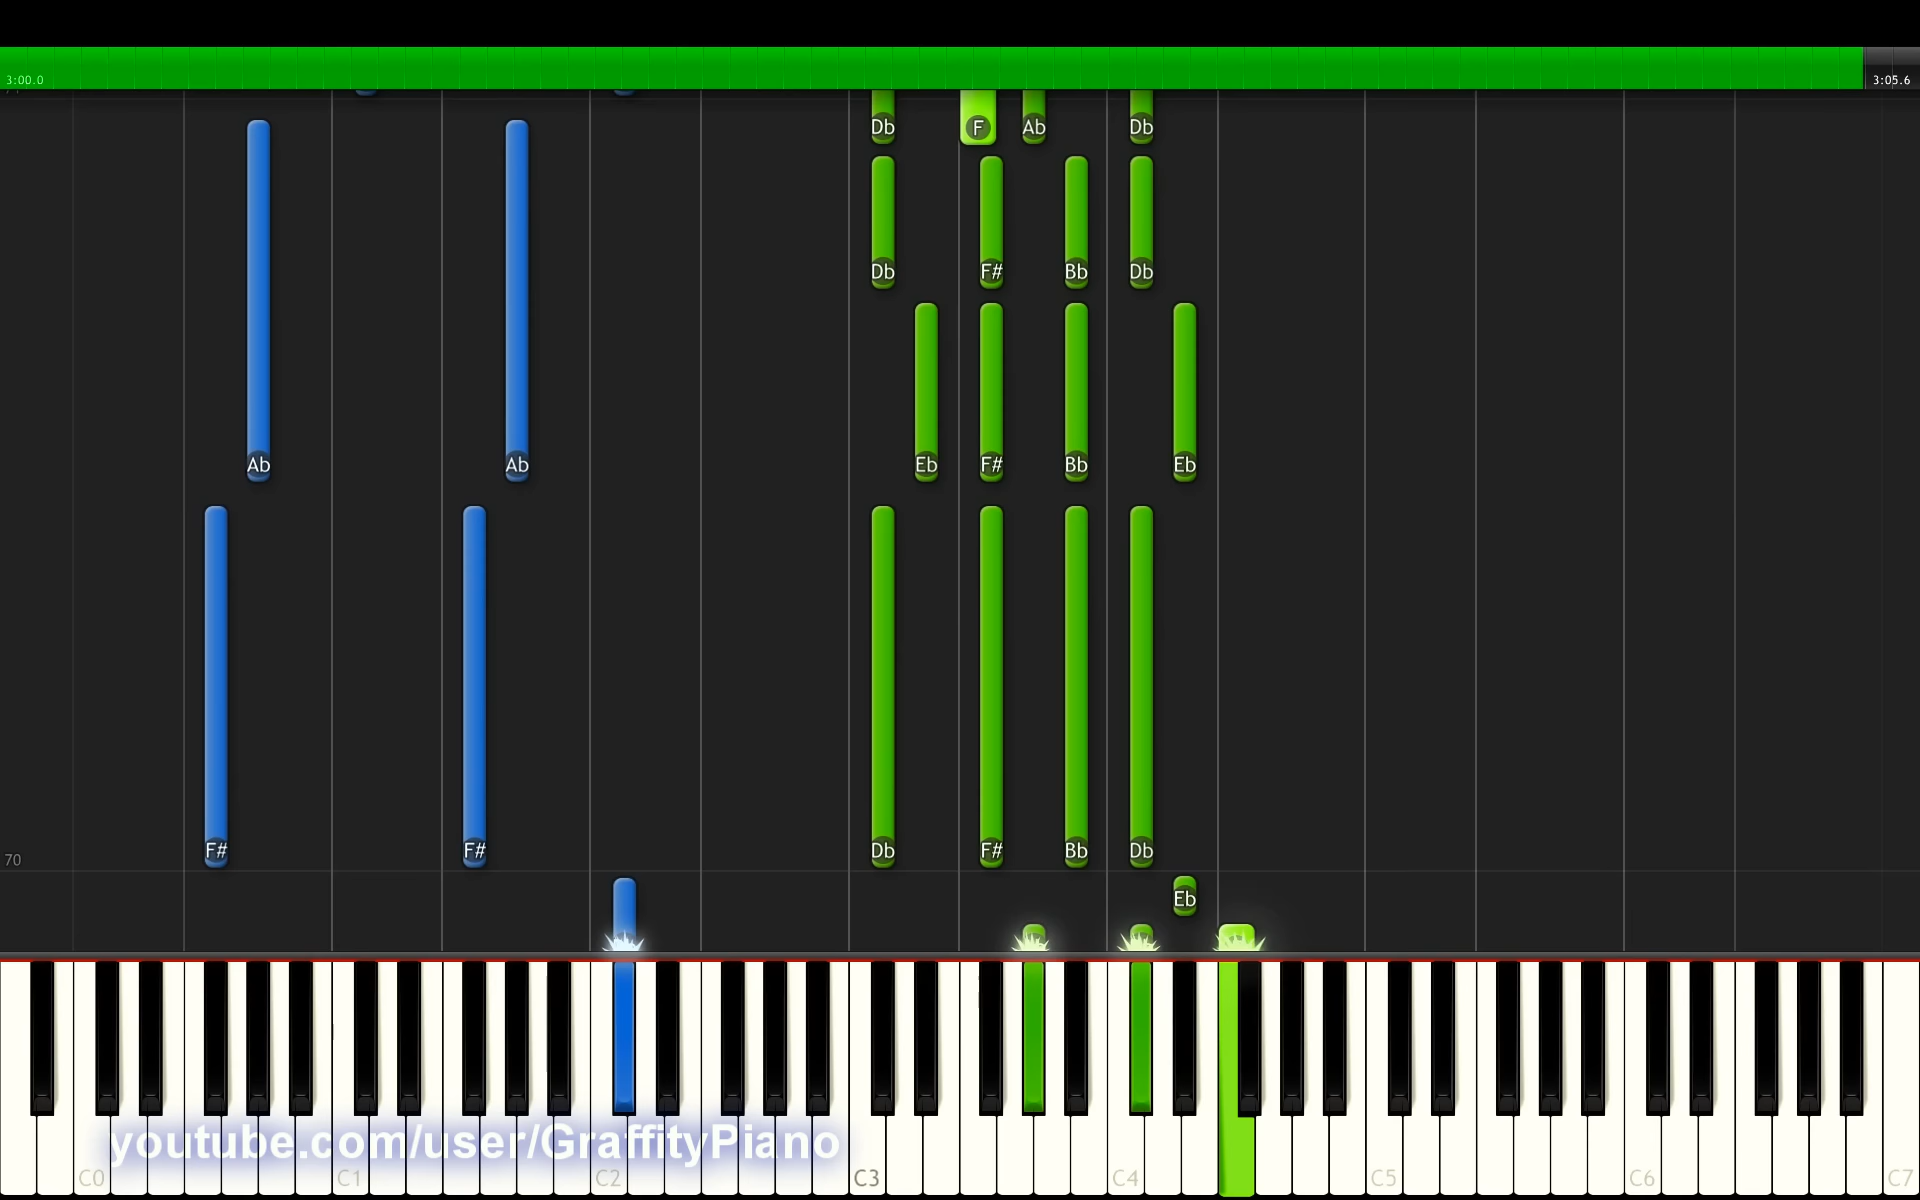 3:00.0 3:05.6
Db F Ab Db
Db F# Bb Db
Ab Ab Eb F# Bb Eb
F# F# Db F# Bb Db
70
Eb
youtube.com/user/GraffityPiano
C0 C1 C2 C3 C4 C5 C6 C7